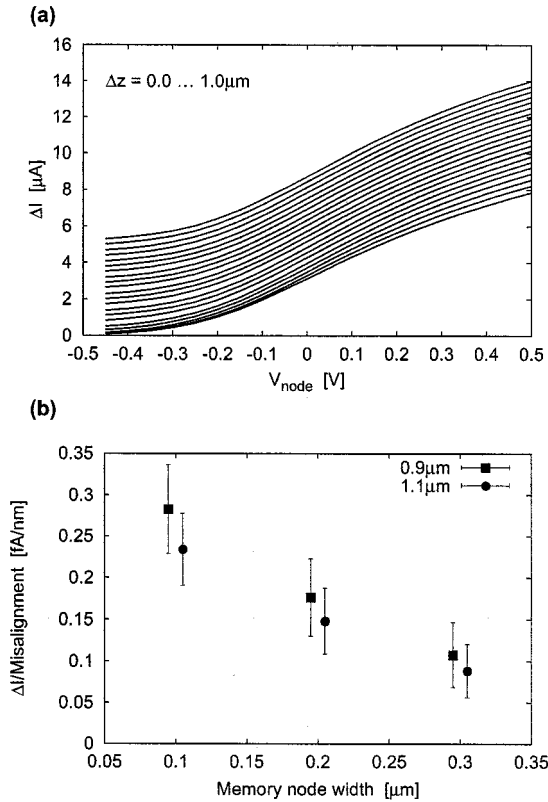 (a)
16
14
12
10
8
6
4
2
0
ΔI [μA]
Δz = 0.0 ... 1.0μm
-0.5 -0.4 -0.3 -0.2 -0.1 0 0.1 0.2 0.3 0.4 0.5
Vnode [V]
(b)
0.35
0.3
0.25
0.2
0.15
0.1
0.05
0
ΔI/Misalignment [fA/nm]
0.9μm
1.1μm
0.05 0.1 0.15 0.2 0.25 0.3 0.35
Memory node width [μm]